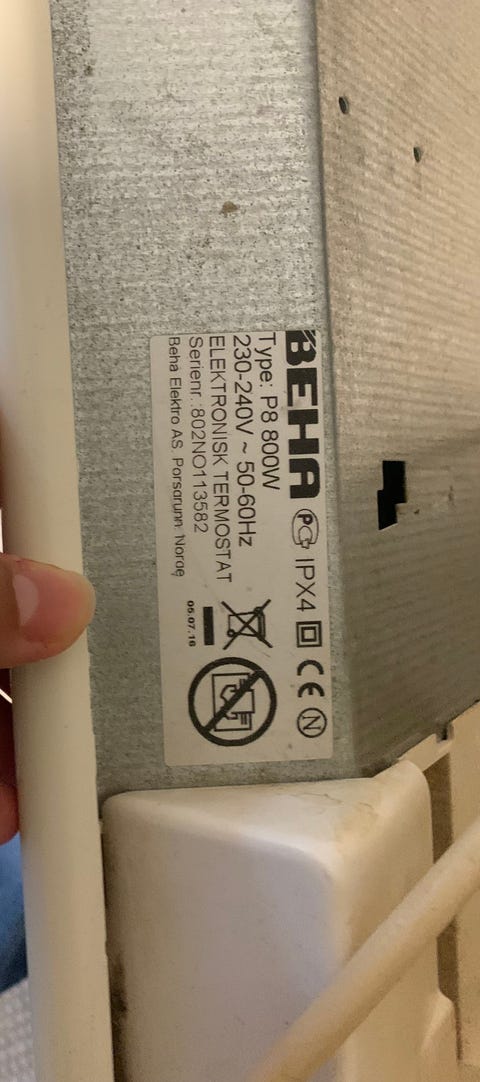 BEHA
IPX4 CE N
Type: P8 800W
230-240V ~ 50-60Hz
ELEKTRONISK TERMOSTAT
Serienr.:802NO113582
Beha Elektro AS, Porsgrunn, Norge
05.07.16